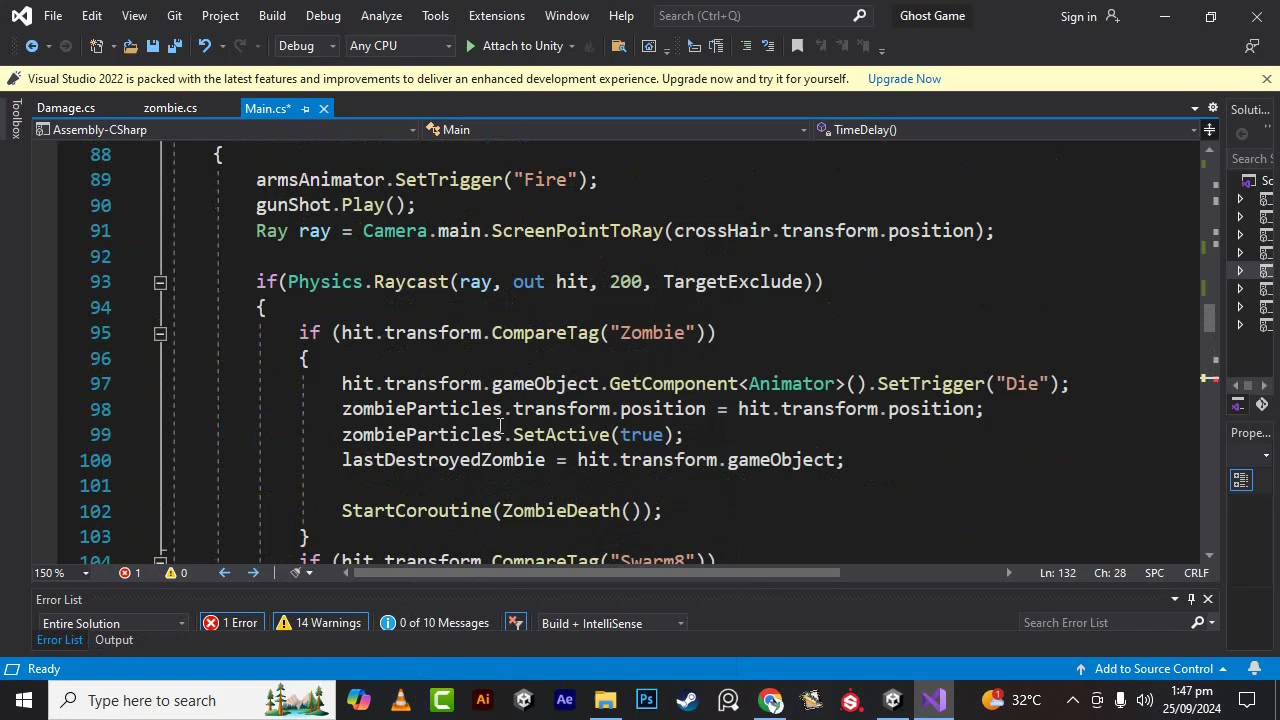 File Edit View Git Project Build Debug Analyze Tools Extensions Window Help Search (Ctrl+Q) Ghost Game Sign in
Debug Any CPU Attach to Unity
Visual Studio 2022 is packed with the latest features and improvements to deliver an enhanced development experience. Upgrade now and try it for yourself. Upgrade Now
Toolbox
Damage.cs zombie.cs Main.cs* Soluti...
Assembly-CSharp Main TimeDelay()
Search S
88 {
89 armsAnimator.SetTrigger("Fire");
90 gunShot.Play();
91 Ray ray = Camera.main.ScreenPointToRay(crossHair.transform.position);
92
93 if(Physics.Raycast(ray, out hit, 200, TargetExclude))
94 {
95 if (hit.transform.CompareTag("Zombie"))
96 {
97 hit.transform.gameObject.GetComponent<Animator>().SetTrigger("Die");
98 zombieParticles.transform.position = hit.transform.position;
99 zombieParticles.SetActive(true);
100 lastDestroyedZombie = hit.transform.gameObject;
101
102 StartCoroutine(ZombieDeath());
103 }
104 if (hit.transform.CompareTag("Swarm8"))
So
Prope...
150 % 1 0 Ln: 132 Ch: 28 SPC CRLF
Error List
Entire Solution 1 Error 14 Warnings 0 of 10 Messages Build + IntelliSense Search Error List
Error List Output
Ready Add to Source Control
Type here to search 32°C 1:47 pm
25/09/2024